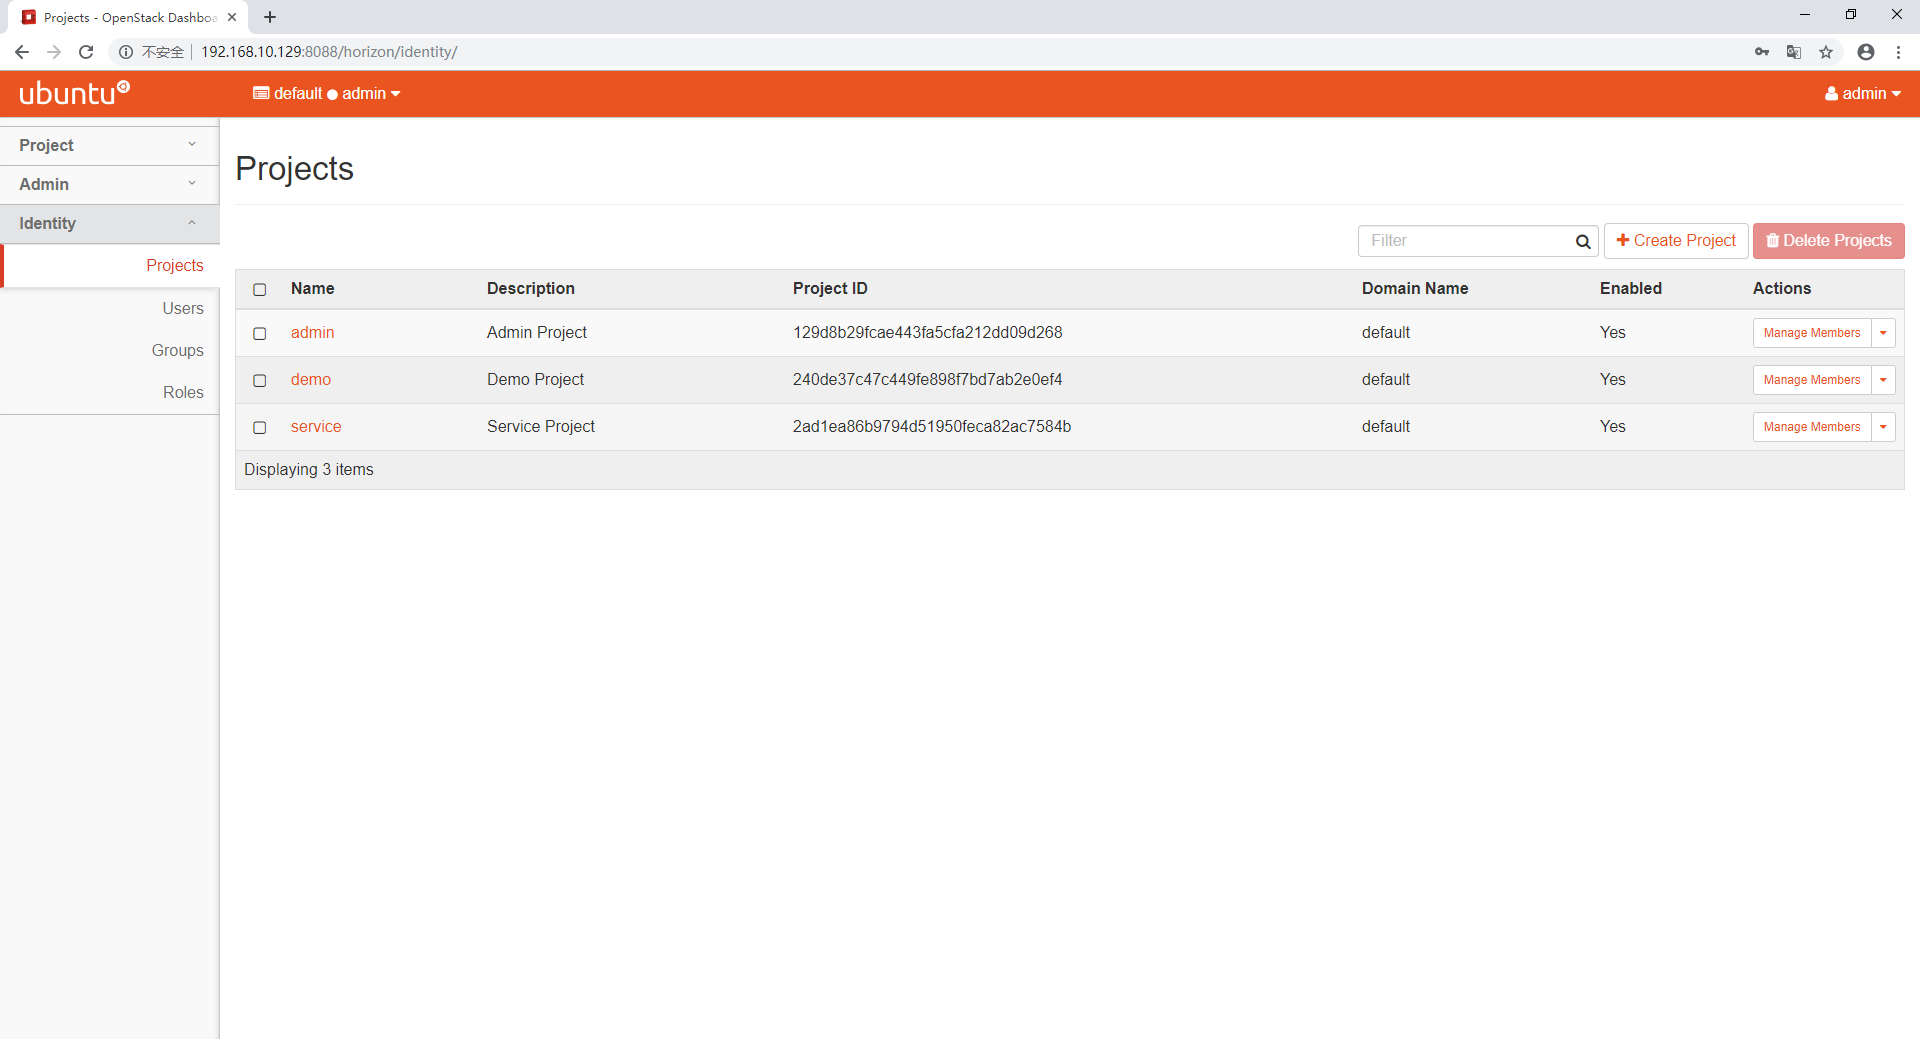 Projects - OpenStack Dashboa
不安全 192.168.10.129:8088/horizon/identity/
ubuntu default admin admin
Project
Admin
Identity
Projects
Users
Groups
Roles
Projects
Filter Create Project Delete Projects
Name Description Project ID Domain Name Enabled Actions
admin Admin Project 129d8b29fcae443fa5cfa212dd09d268 default Yes Manage Members
demo Demo Project 240de37c47c449fe898f7bd7ab2e0ef4 default Yes Manage Members
service Service Project 2ad1ea86b9794d51950feca82ac7584b default Yes Manage Members
Displaying 3 items